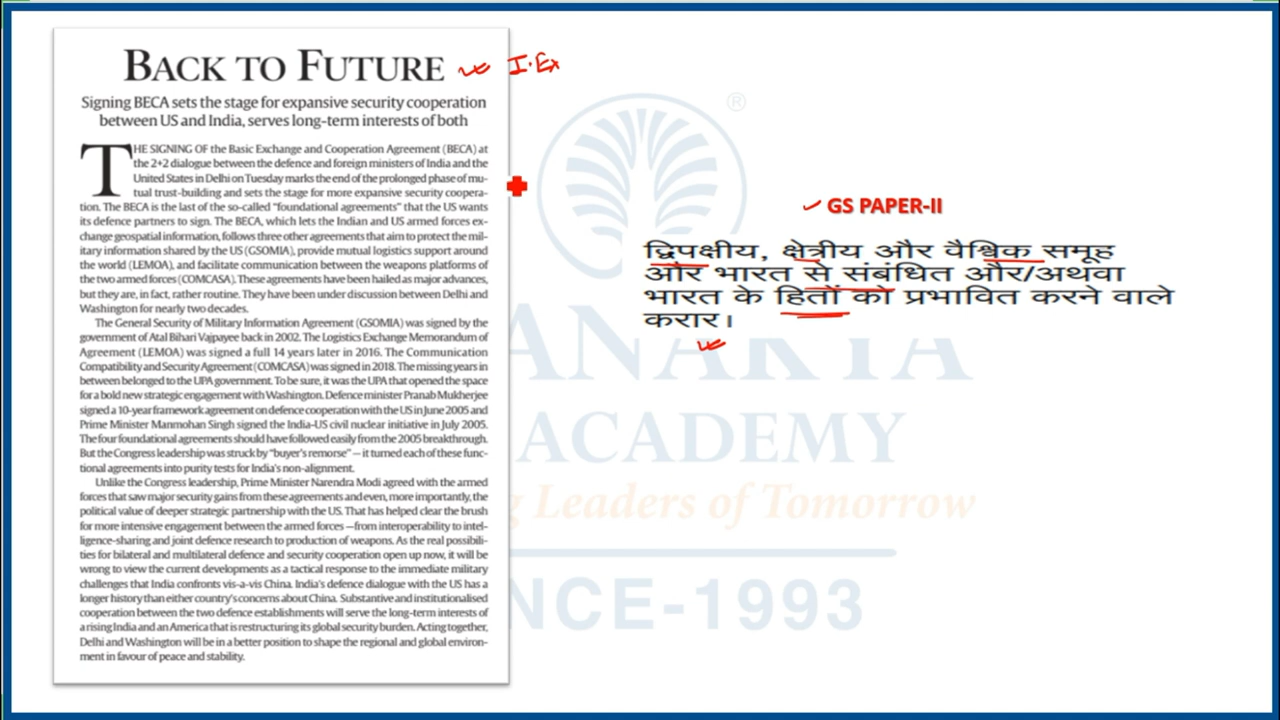 BACK TO FUTURE
I.Ex
Signing BECA sets the stage for expansive security cooperation
between US and India, serves long-term interests of both
THE SIGNING OF the Basic Exchange and Cooperation Agreement (BECA) at
the 2+2 dialogue between the defence and foreign ministers of India and the
United States in Delhi on Tuesday marks the end of the prolonged phase of mu-
tual trust-building and sets the stage for more expansive security coopera-
tion. The BECA is the last of the so-called "foundational agreements" that the US wants
its defence partners to sign. The BECA, which lets the Indian and US armed forces ex-
change geospatial information, follows three other agreements that aim to protect the mil-
itary information shared by the US (GSOMIA), provide mutual logistics support around
the world (LEMOA), and facilitate communication between the weapons platforms of
the two armed forces (COMCASA). These agreements have been hailed as major advances,
but they are, in fact, rather routine. They have been under discussion between Delhi and
Washington for nearly two decades.
The General Security of Military Information Agreement (GSOMIA) was signed by the
government of Atal Bihari Vajpayee back in 2002. The Logistics Exchange Memorandum of
Agreement (LEMOA) was signed a full 14 years later in 2016. The Communication
Compatibility and Security Agreement (COMCASA) was signed in 2018. The missing years in
between belonged to the UPA government. To be sure, it was the UPA that opened the space
for a bold new strategic engagement with Washington. Defence minister Pranab Mukherjee
signed a 10-year framework agreement on defence cooperation with the US in June 2005 and
Prime Minister Manmohan Singh signed the India-US civil nuclear initiative in July 2005.
The four foundational agreements should have followed easily from the 2005 breakthrough.
But the Congress leadership was struck by "buyer's remorse" — it turned each of these func-
tional agreements into purity tests for India's non-alignment.
Unlike the Congress leadership, Prime Minister Narendra Modi agreed with the armed
forces that saw major security gains from these agreements and even, more importantly, the
political value of deeper strategic partnership with the US. That has helped clear the brush
for more intensive engagement between the armed forces —from interoperability to intel-
ligence-sharing and joint defence research to production of weapons. As the real possibili-
ties for bilateral and multilateral defence and security cooperation open up now, it will be
wrong to view the current developments as a tactical response to the immediate military
challenges that India confronts vis-a-vis China. India's defence dialogue with the US has a
longer history than either country's concerns about China. Substantive and institutionalised
cooperation between the two defence establishments will serve the long-term interests of
a rising India and an America that is restructuring its global security burden. Acting together,
Delhi and Washington will be in a better position to shape the regional and global environ-
ment in favour of peace and stability.
GS PAPER-II
द्विपक्षीय, क्षेत्रीय और वैश्विक समूह
और भारत से संबंधित और/अथवा
भारत के हितों को प्रभावित करने वाले
करार।
ACADEMY
Leaders of Tomorrow
NCE-1993